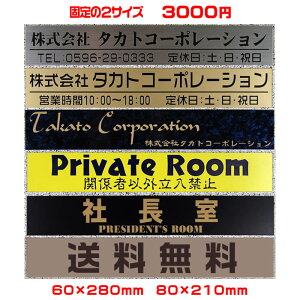 固定の2サイズ 3000円
株式会社 タカトコーポレーション
TEL.0596-29-0333 定休日:土・日・祝日
株式会社 タカトコーポレーション
営業時間10:00～18:00 定休日:土・日・祝日
Takato Corporation
株式会社タカトコーポレーション
Private Room
関係者以外立入禁止
社長室
PRESIDENT'S ROOM
送料無料
60×280mm 80×210mm